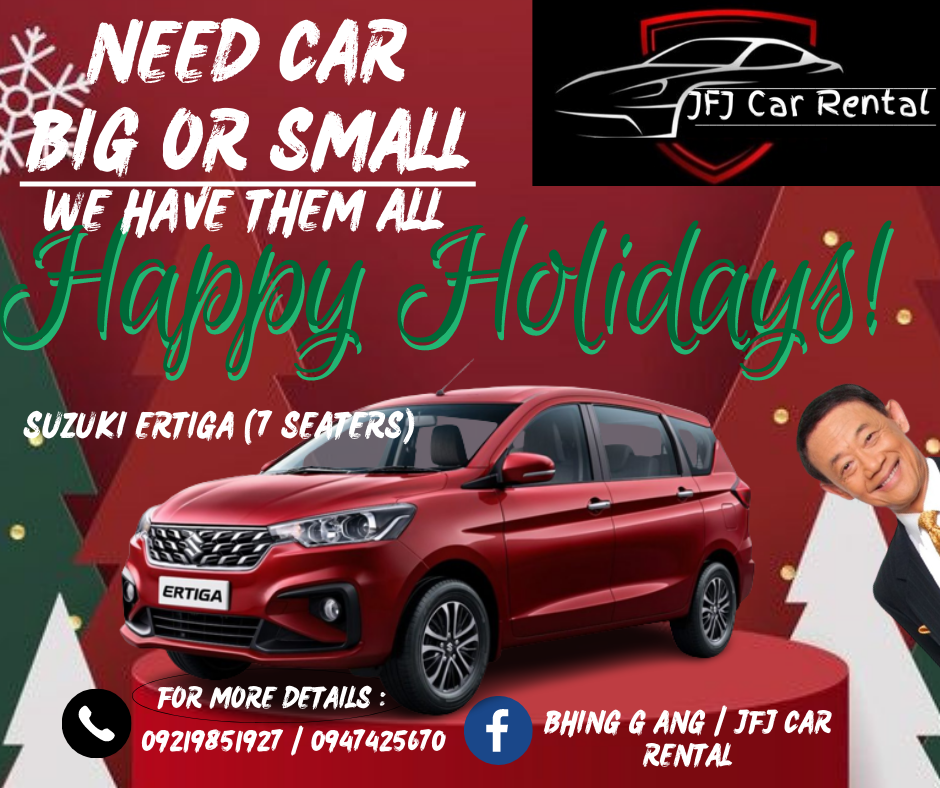 NEED CAR
BIG OR SMALL
WE HAVE THEM ALL
JFJ Car Rental
Happy Holidays!
SUZUKI ERTIGA (7 SEATERS)
ERTIGA
FOR MORE DETAILS :
09219851927 / 0947425670
BHING G ANG | JFJ CAR
RENTAL